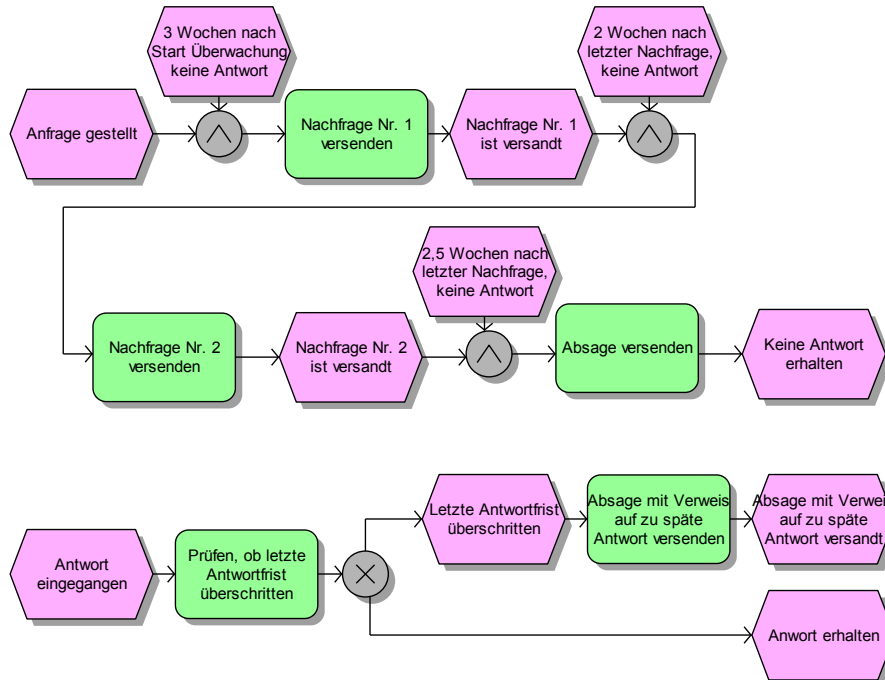 3 Wochen nach
Start Überwachung
keine Antwort
2 Wochen nach
letzter Nachfrage,
keine Antwort
Anfrage gestellt
Nachfrage Nr. 1
versenden
Nachfrage Nr. 1
ist versandt
2,5 Wochen nach
letzter Nachfrage,
keine Antwort
Nachfrage Nr. 2
versenden
Nachfrage Nr. 2
ist versandt
Absage versenden
Keine Antwort
erhalten
Letzte Antwortfrist
überschritten
Absage mit Verweis
auf zu späte
Antwort versenden
Absage mit Verweis
auf zu späte
Antwort versandt
Antwort
eingegangen
Prüfen, ob letzte
Antwortfrist
überschritten
Anwort erhalten